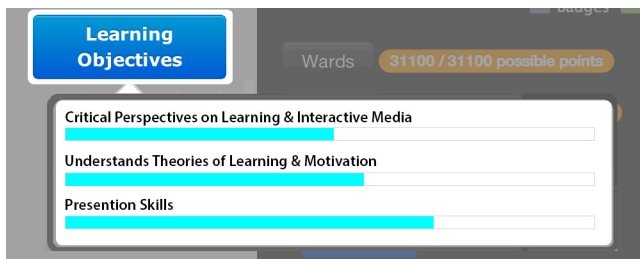 Badges
Learning
Objectives
Wards
31100 / 31100 possible points
Critical Perspectives on Learning & Interactive Media
Understands Theories of Learning & Motivation
Presention Skills